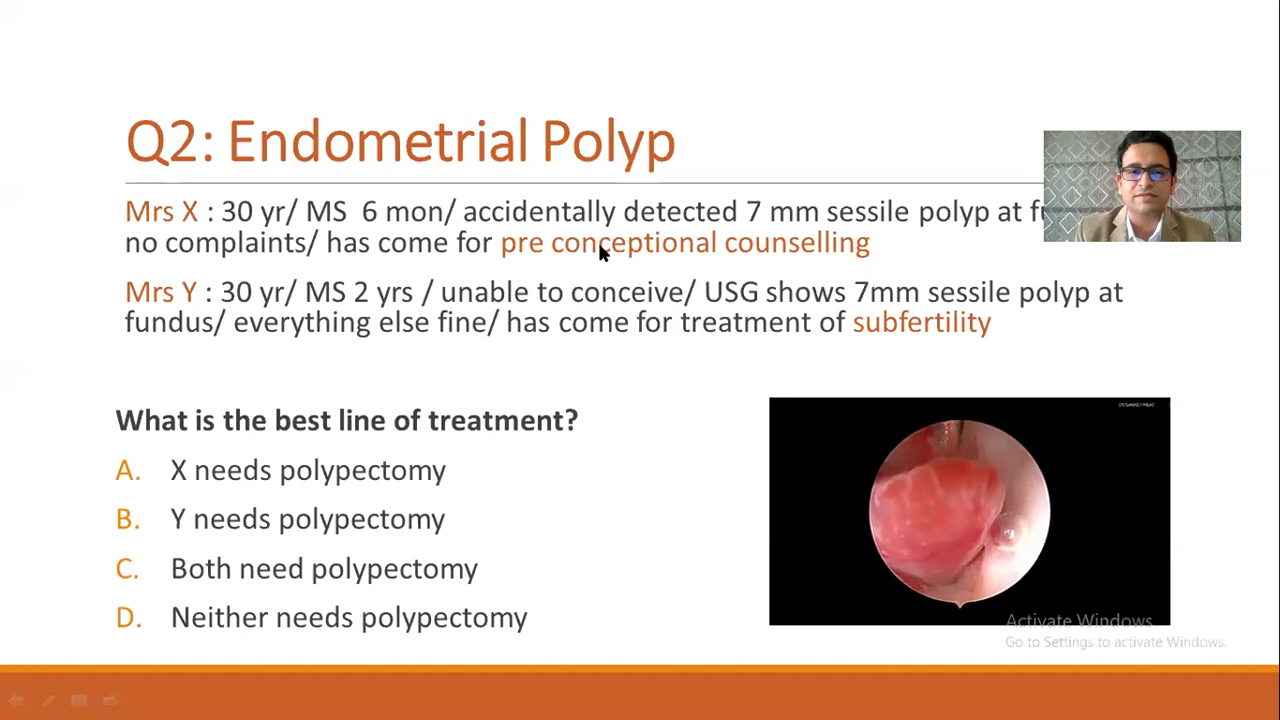 Q2: Endometrial Polyp
Mrs X : 30 yr/ MS 6 mon/ accidentally detected 7 mm sessile polyp at
no complaints/ has come for pre conceptional counselling
Mrs Y : 30 yr/ MS 2 yrs / unable to conceive/ USG shows 7mm sessile polyp at
fundus/ everything else fine/ has come for treatment of subfertility
What is the best line of treatment?
A. X needs polypectomy
B. Y needs polypectomy
C. Both need polypectomy
D. Neither needs polypectomy
Activate Windows
Go to Settings to activate Windows.